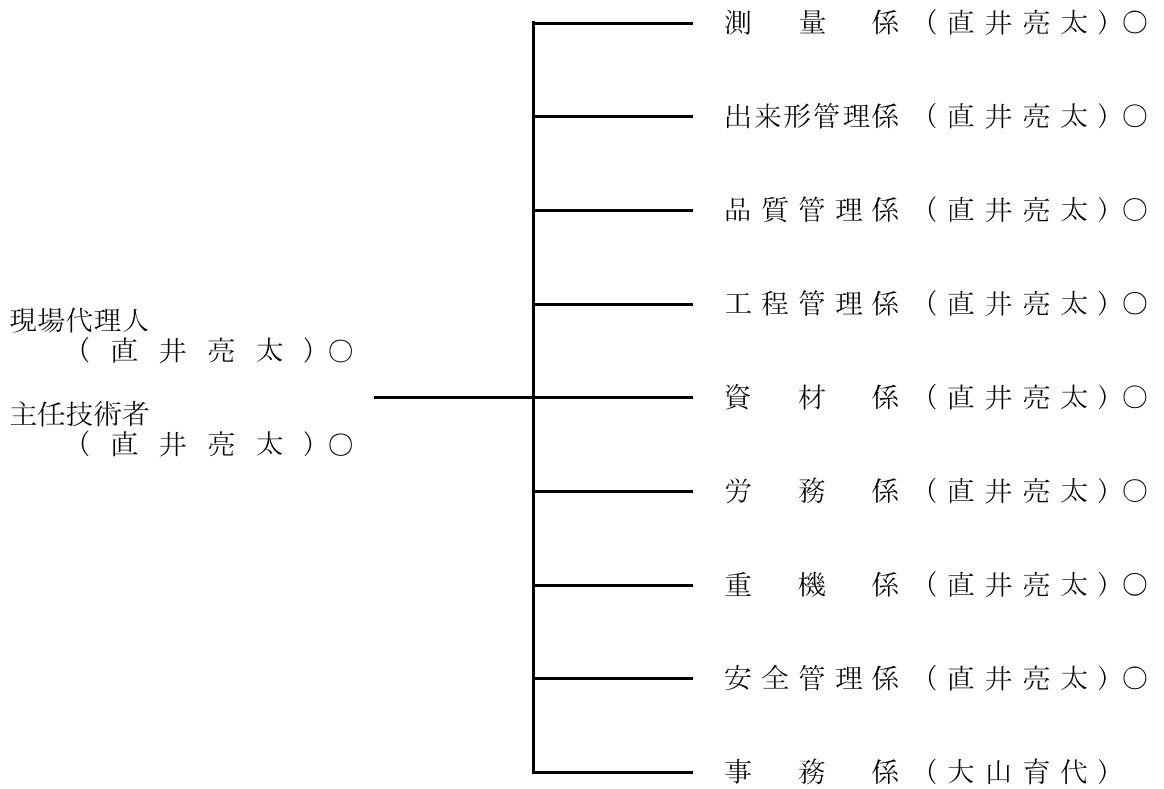 現場代理人
(直井亮太)○
主任技術者
(直井亮太)○
測量係(直井亮太)○
出来形管理係(直井亮太)○
品質管理係(直井亮太)○
工程管理係(直井亮太)○
資材係(直井亮太)○
労務係(直井亮太)○
重機係(直井亮太)○
安全管理係(直井亮太)○
事務係(大山育代)